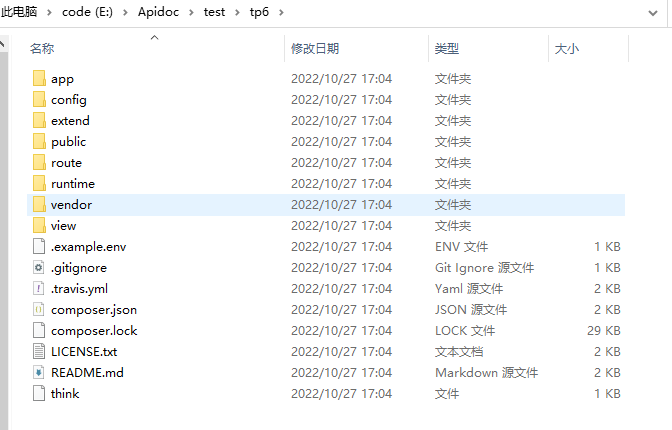 此电脑 › code (E:) › Apidoc › test › tp6 ›
名称 修改日期 类型 大小
app 2022/10/27 17:04 文件夹
config 2022/10/27 17:04 文件夹
extend 2022/10/27 17:04 文件夹
public 2022/10/27 17:04 文件夹
route 2022/10/27 17:04 文件夹
runtime 2022/10/27 17:04 文件夹
vendor 2022/10/27 17:04 文件夹
view 2022/10/27 17:04 文件夹
.example.env 2022/10/27 17:04 ENV 文件 1 KB
.gitignore 2022/10/27 17:04 Git Ignore 源文件 1 KB
.travis.yml 2022/10/27 17:04 Yaml 源文件 2 KB
composer.json 2022/10/27 17:04 JSON 源文件 2 KB
composer.lock 2022/10/27 17:04 LOCK 文件 29 KB
LICENSE.txt 2022/10/27 17:04 文本文档 2 KB
README.md 2022/10/27 17:04 Markdown 源文件 2 KB
think 2022/10/27 17:04 文件 1 KB